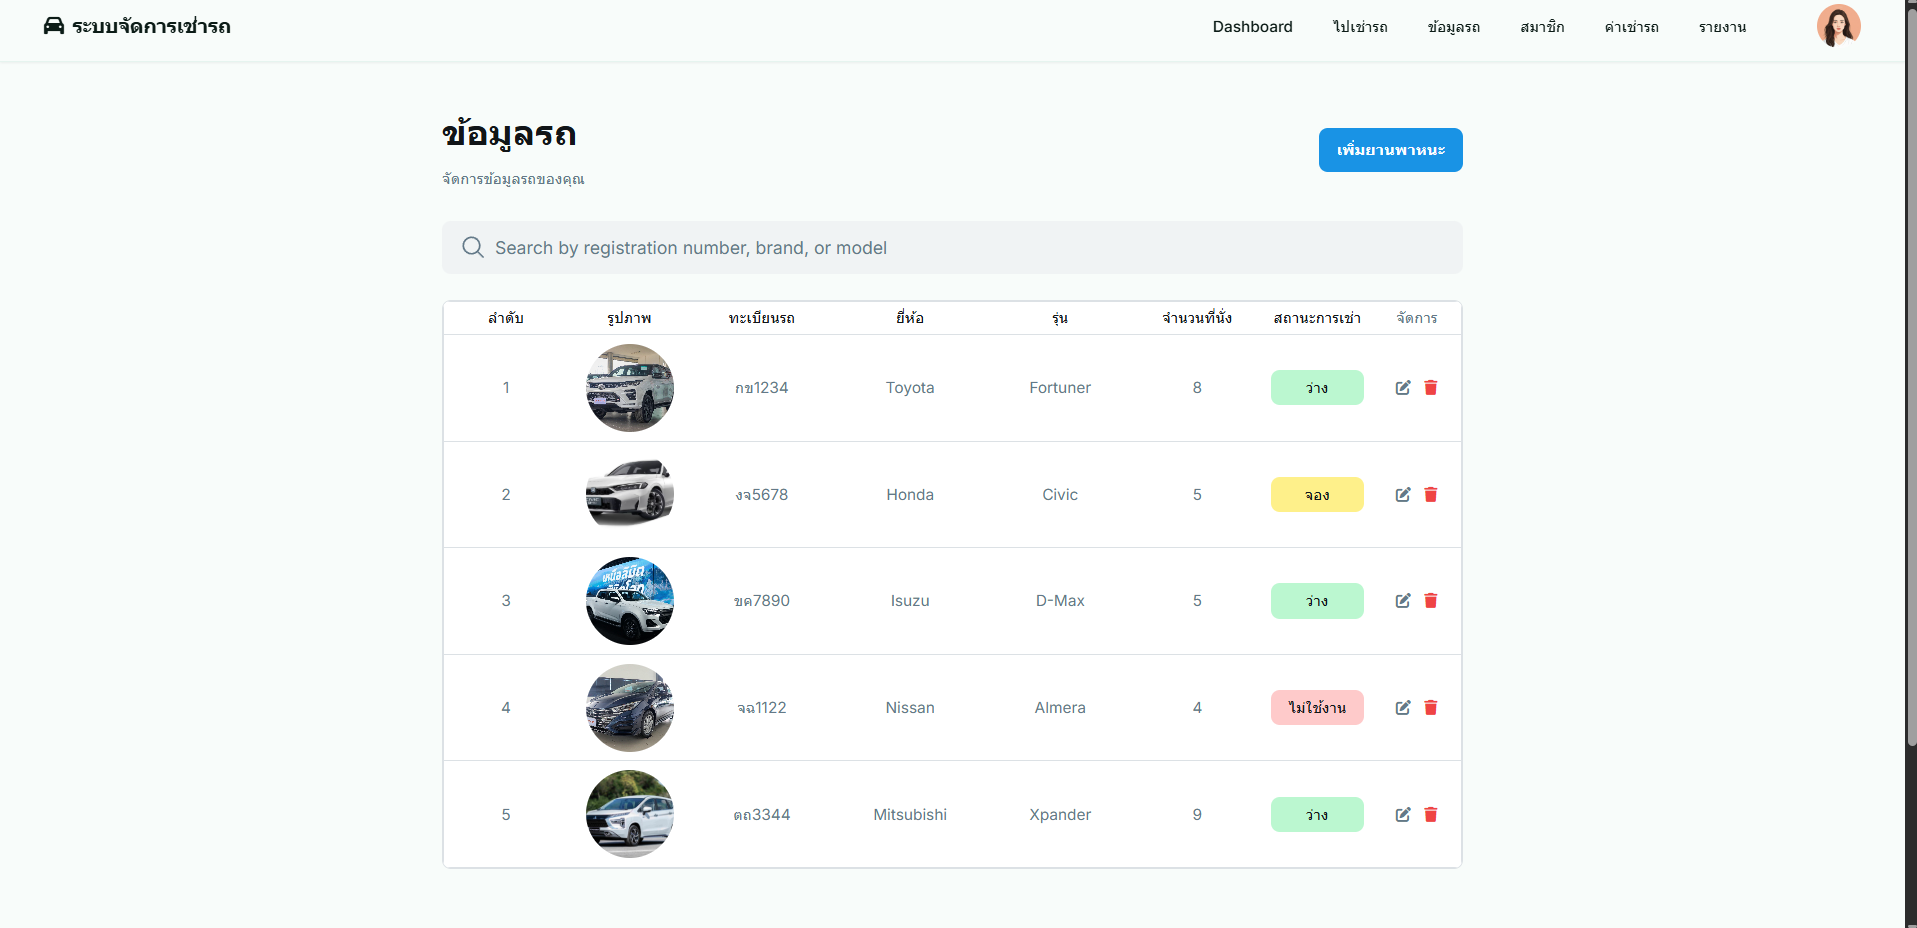 ระบบจัดการเช่ารถ
Dashboard ไปเช่ารถ ข้อมูลรถ สมาชิก ค่าเช่ารถ รายงาน
ข้อมูลรถ
จัดการข้อมูลรถของคุณ
เพิ่มยานพาหนะ
Search by registration number, brand, or model
ลำดับ รูปภาพ ทะเบียนรถ ยี่ห้อ รุ่น จำนวนที่นั่ง สถานะการเช่า จัดการ
1 กข1234 Toyota Fortuner 8 ว่าง
2 งจ5678 Honda Civic 5 จอง
3 ขค7890 Isuzu D-Max 5 ว่าง
4 จฉ1122 Nissan Almera 4 ไม่ใช้งาน
5 ตถ3344 Mitsubishi Xpander 9 ว่าง